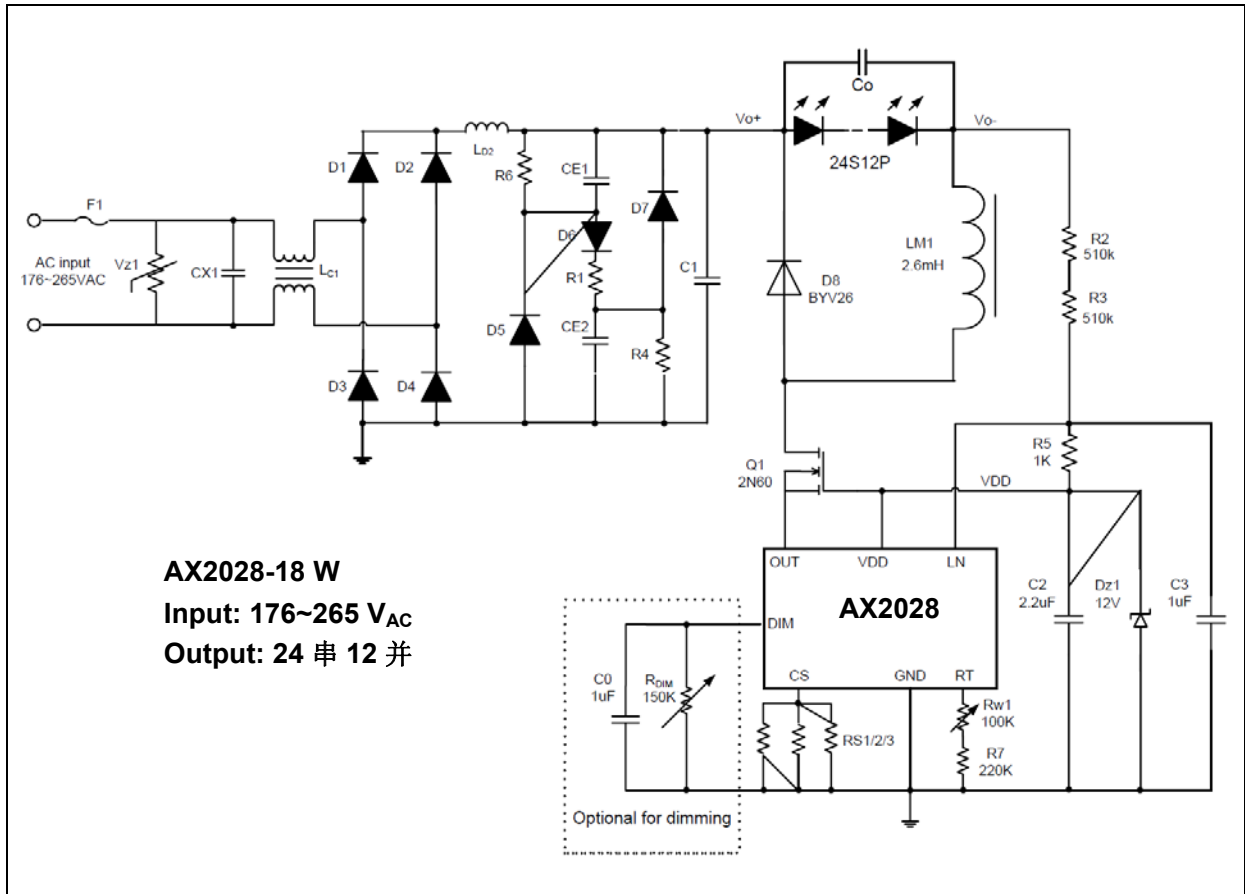 Co
Vo+
Vo-
24S12P
LD2
D1
D2
R6
CE1
D7
F1
D6
LM1
2.6mH
R2
510k
AC input
176~265VAC
Vz1
CX1
LC1
R1
C1
D8
BYV26
R3
510k
D5
CE2
R4
D3
D4
R5
1K
Q1
2N60
VDD
OUT
VDD
LN
C2
2.2uF
Dz1
12V
C3
1uF
AX2028-18 W
Input: 176~265 VAC
Output: 24 串 12 并
DIM
AX2028
CS
GND
RT
C0
1uF
RDIM
150K
Rw1
100K
RS1/2/3
R7
220K
Optional for dimming